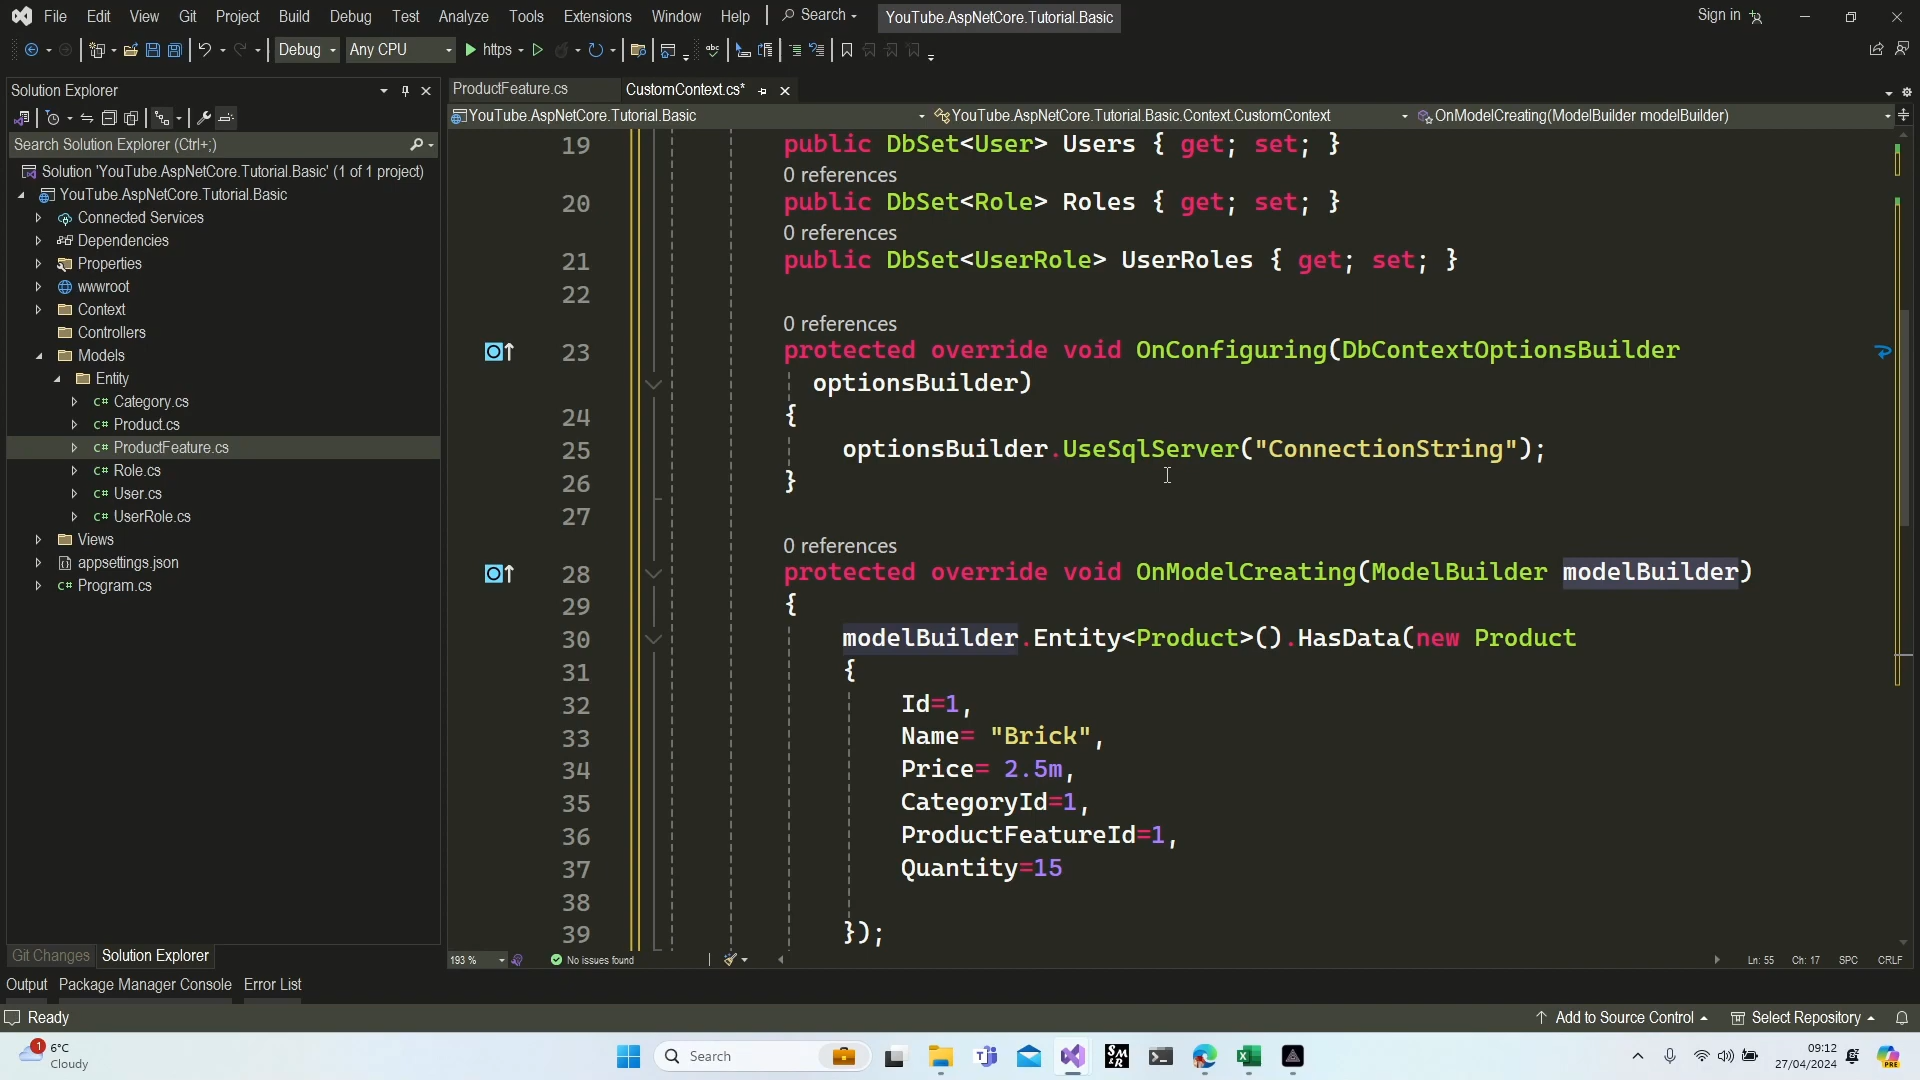 File Edit View Git Project Build Debug Test Analyze Tools Extensions Window Help Search YouTube.AspNetCore.Tutorial.Basic Sign in
Debug Any CPU https
Solution Explorer
ProductFeature.cs CustomContext.cs*
YouTube.AspNetCore.Tutorial.Basic YouTube.AspNetCore.Tutorial.Basic.Context.CustomContext OnModelCreating(ModelBuilder modelBuilder)
Search Solution Explorer (Ctrl+;)
Solution 'YouTube.AspNetCore.Tutorial.Basic' (1 of 1 project)
YouTube.AspNetCore.Tutorial.Basic
Connected Services
Dependencies
Properties
wwwroot
Context
Controllers
Models
Entity
C# Category.cs
C# Product.cs
C# ProductFeature.cs
C# Role.cs
C# User.cs
C# UserRole.cs
Views
appsettings.json
C# Program.cs
19 public DbSet<User> Users { get; set; }
0 references
20 public DbSet<Role> Roles { get; set; }
0 references
21 public DbSet<UserRole> UserRoles { get; set; }
22
0 references
23 protected override void OnConfiguring(DbContextOptionsBuilder
optionsBuilder)
24 {
25 optionsBuilder.UseSqlServer("ConnectionString");
26 }
27
0 references
28 protected override void OnModelCreating(ModelBuilder modelBuilder)
29 {
30 modelBuilder.Entity<Product>().HasData(new Product
31 {
32 Id=1,
33 Name= "Brick",
34 Price= 2.5m,
35 CategoryId=1,
36 ProductFeatureId=1,
37 Quantity=15
38
39 });
Git Changes Solution Explorer
193 % No issues found Ln: 55 Ch: 17 SPC CRLF
Output Package Manager Console Error List
Ready Add to Source Control Select Repository
1 6°C
Cloudy
Search
09:12
27/04/2024
PRE